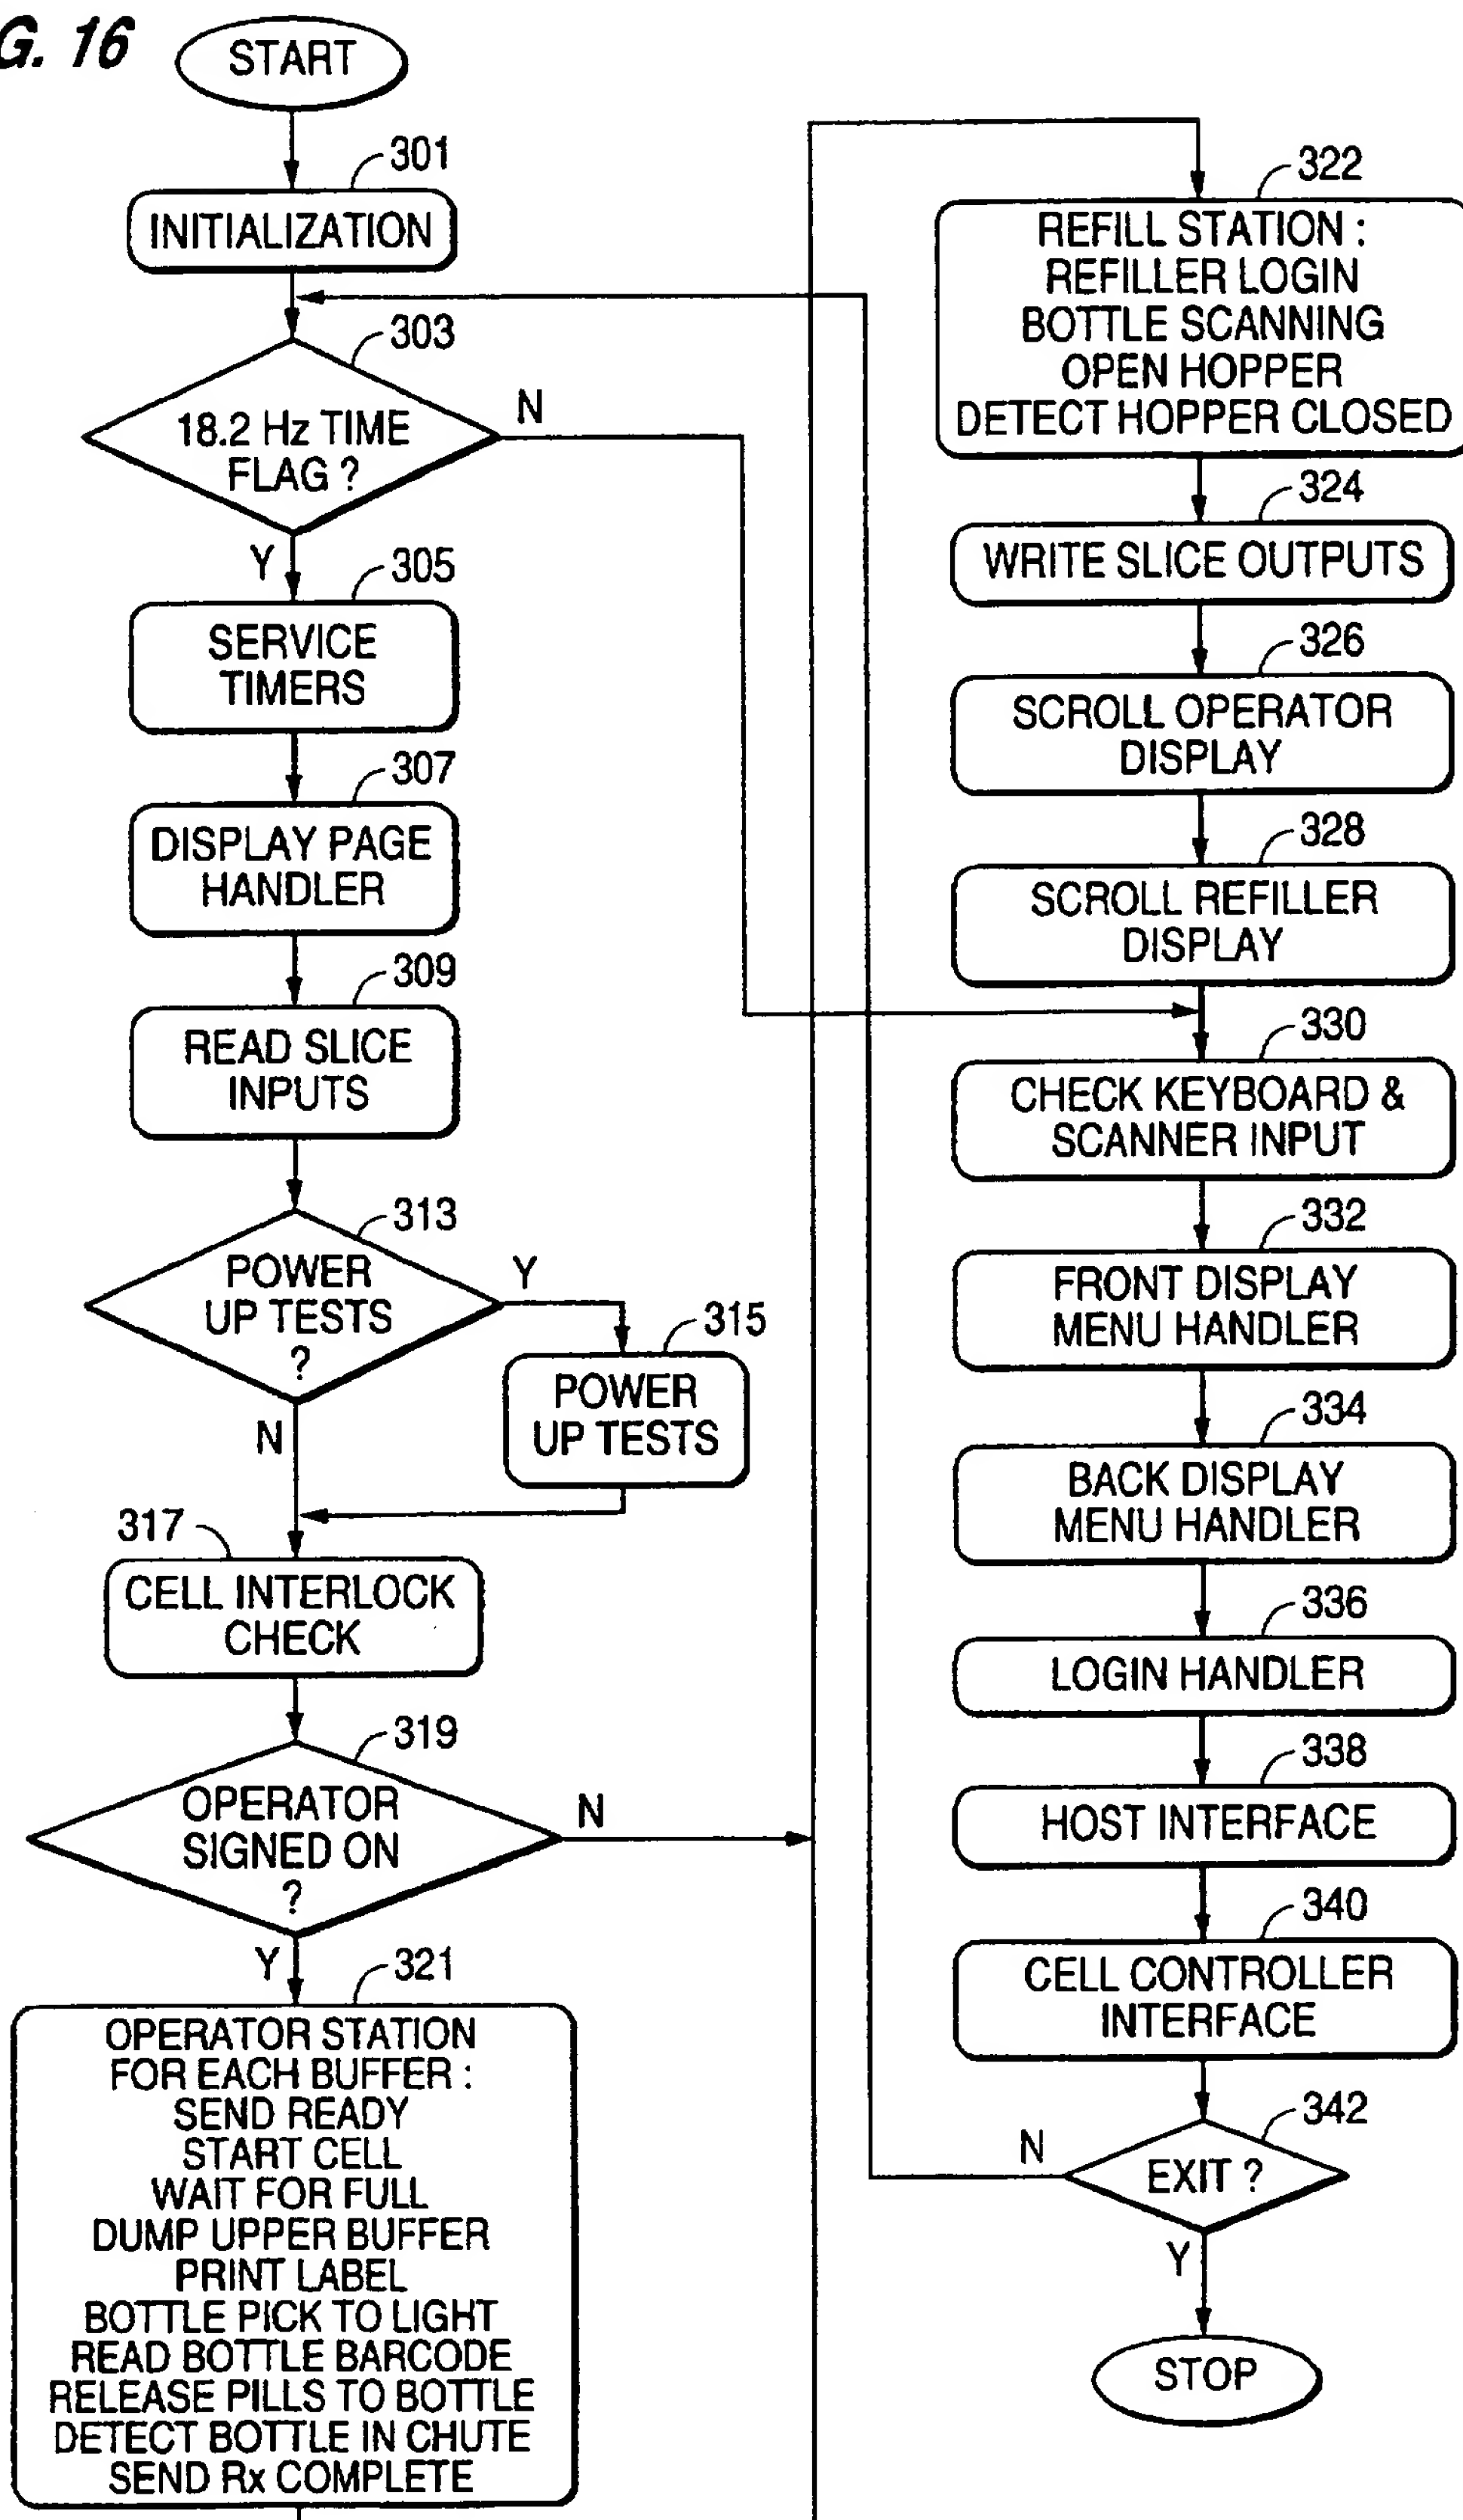 G. 16
START
301
INITIALIZATION
303
18.2 Hz TIME
FLAG ?
N
Y
305
SERVICE
TIMERS
307
DISPLAY PAGE
HANDLER
309
READ SLICE
INPUTS
313
POWER
UP TESTS
?
Y
N
315
POWER
UP TESTS
317
CELL INTERLOCK
CHECK
319
OPERATOR
SIGNED ON
?
N
Y
321
OPERATOR STATION
FOR EACH BUFFER :
SEND READY
START CELL
WAIT FOR FULL
DUMP UPPER BUFFER
PRINT LABEL
BOTTLE PICK TO LIGHT
READ BOTTLE BARCODE
RELEASE PILLS TO BOTTLE
DETECT BOTTLE IN CHUTE
SEND Rx COMPLETE
322
REFILL STATION :
REFILLER LOGIN
BOTTLE SCANNING
OPEN HOPPER
DETECT HOPPER CLOSED
324
WRITE SLICE OUTPUTS
326
SCROLL OPERATOR
DISPLAY
328
SCROLL REFILLER
DISPLAY
330
CHECK KEYBOARD &
SCANNER INPUT
332
FRONT DISPLAY
MENU HANDLER
334
BACK DISPLAY
MENU HANDLER
336
LOGIN HANDLER
338
HOST INTERFACE
340
CELL CONTROLLER
INTERFACE
342
EXIT ?
N
Y
STOP